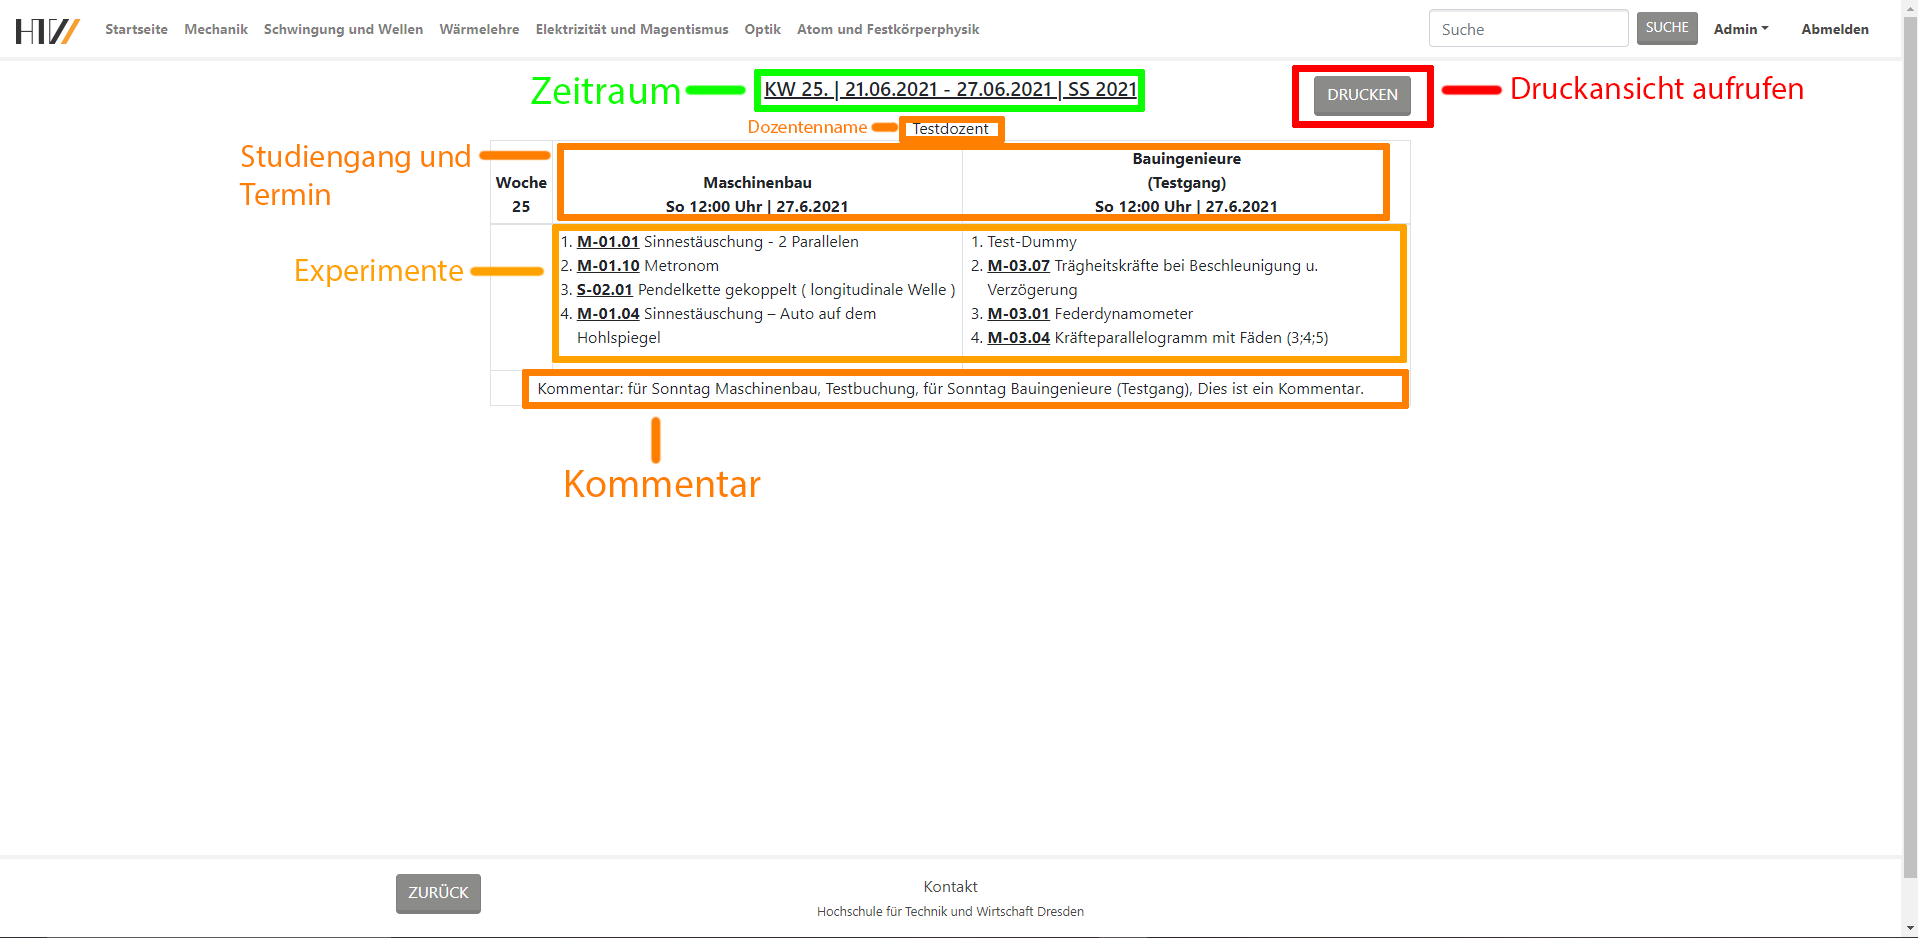 HTW
Startseite Mechanik Schwingung und Wellen Wärmelehre Elektrizität und Magentismus Optik Atom und Festkörperphysik
Suche SUCHE Admin Abmelden
Zeitraum KW 25. | 21.06.2021 - 27.06.2021 | SS 2021 DRUCKEN Druckansicht aufrufen
Dozentenname Testdozent
Studiengang und
Termin
Woche
25
Maschinenbau
So 12:00 Uhr | 27.6.2021
Bauingenieure
(Testgang)
So 12:00 Uhr | 27.6.2021
Experimente
1. M-01.01 Sinnestäuschung - 2 Parallelen
2. M-01.10 Metronom
3. S-02.01 Pendelkette gekoppelt ( longitudinale Welle )
4. M-01.04 Sinnestäuschung – Auto auf dem
Hohlspiegel
1. Test-Dummy
2. M-03.07 Trägheitskräfte bei Beschleunigung u.
Verzögerung
3. M-03.01 Federdynamometer
4. M-03.04 Kräfteparallelogramm mit Fäden (3;4;5)
Kommentar: für Sonntag Maschinenbau, Testbuchung, für Sonntag Bauingenieure (Testgang), Dies ist ein Kommentar.
Kommentar
ZURÜCK
Kontakt
Hochschule für Technik und Wirtschaft Dresden